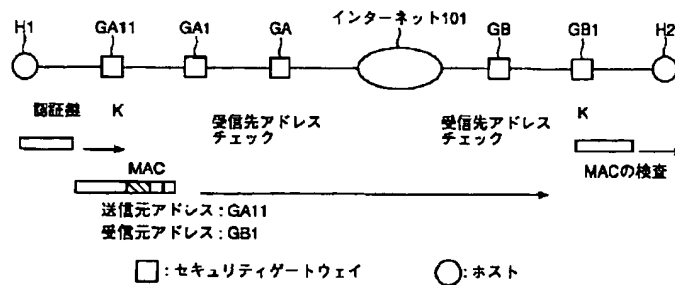 インターネット101
H1 GA11 GA1 GA GB GB1 H2
認証鍵 K
受信先アドレス
チェック
受信先アドレス
チェック
K
MAC
MACの検査
送信元アドレス：GA11
受信元アドレス：GB1
：セキュリティゲートウェイ ：ホスト